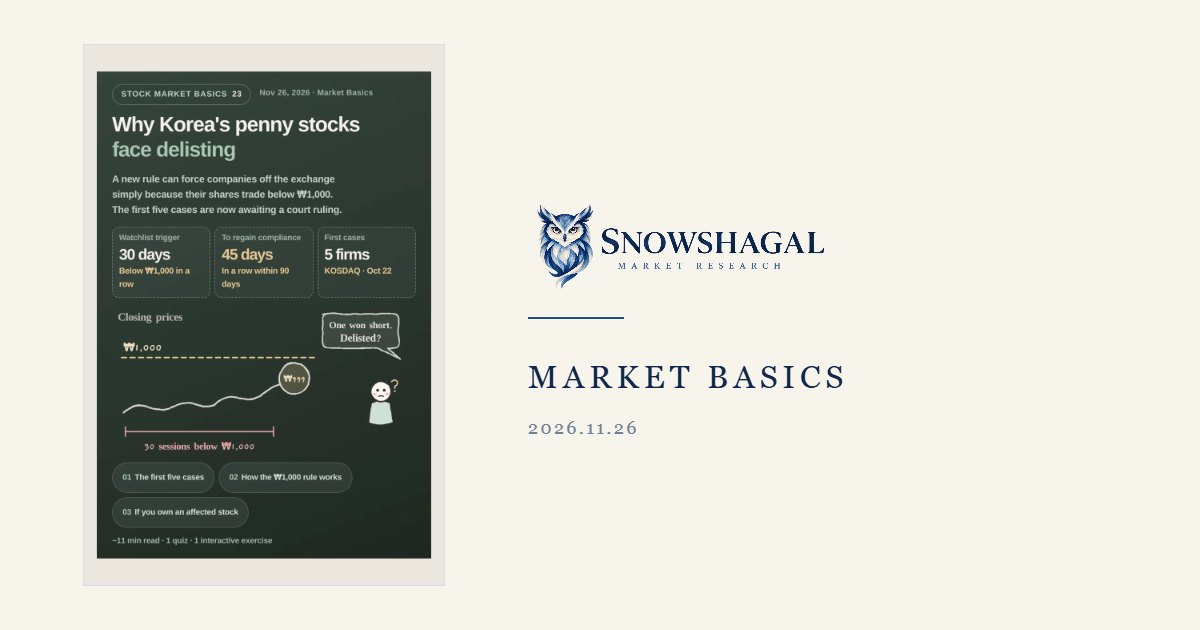 STOCK MARKET BASICS 23
Nov 26, 2026 · Market Basics
Why Korea's penny stocks
face delisting
A new rule can force companies off the exchange
simply because their shares trade below ₩1,000.
The first five cases are now awaiting a court ruling.
Watchlist trigger
30 days
Below ₩1,000 in a
row
To regain compliance
45 days
In a row within 90
days
First cases
5 firms
KOSDAQ · Oct 22
Closing prices
One won short.
Delisted?
₩1,000
₩999
?
30 sessions below ₩1,000
01 The first five cases
02 How the ₩1,000 rule works
03 If you own an affected stock
~11 min read · 1 quiz · 1 interactive exercise
SNOWSHAGAL
MARKET RESEARCH
MARKET BASICS
2026.11.26